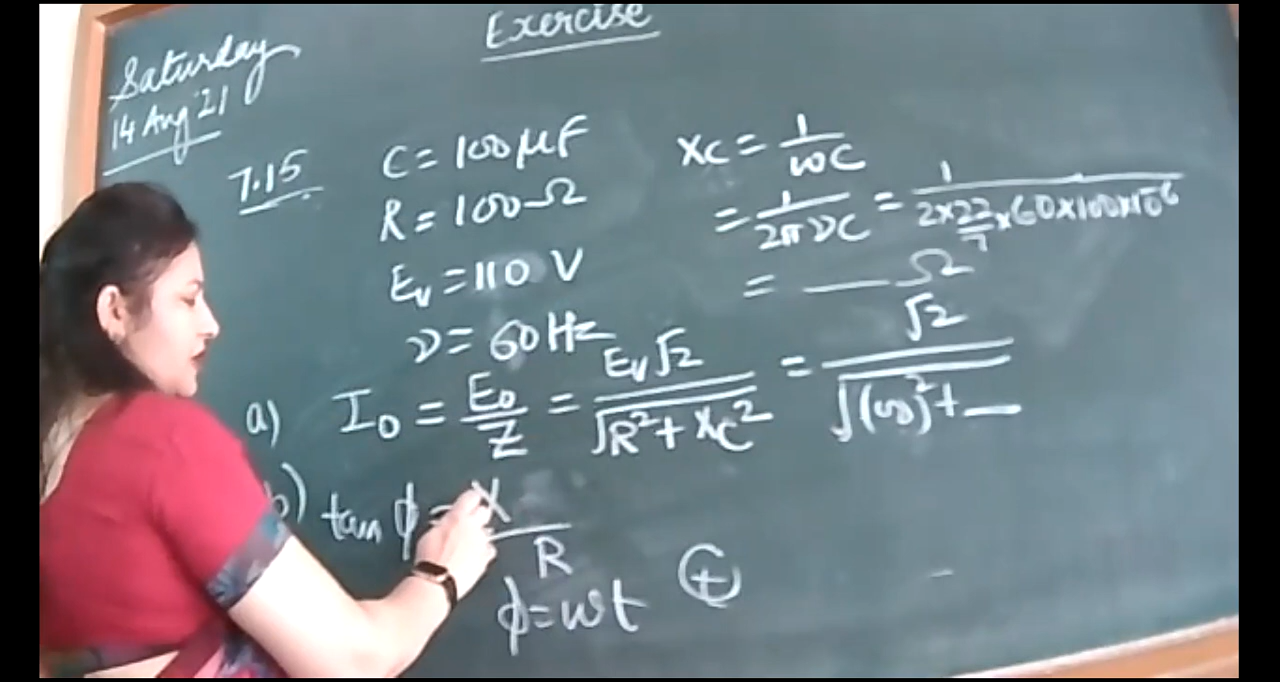 Exercise
Saturday
14 Aug '21
7.15
C = 100 μF
R = 100 Ω
Ev = 110 V
ν = 60 Hz
XC = 1/ωC
= 1/2πνC = 1/2×22/7×60×100×10⁻⁶
= — Ω
a) I₀ = E₀/Z = Ev√2/√R²+XC² = √2/√(100)²+—
b) tan ϕ = X/R
ϕ = ωt